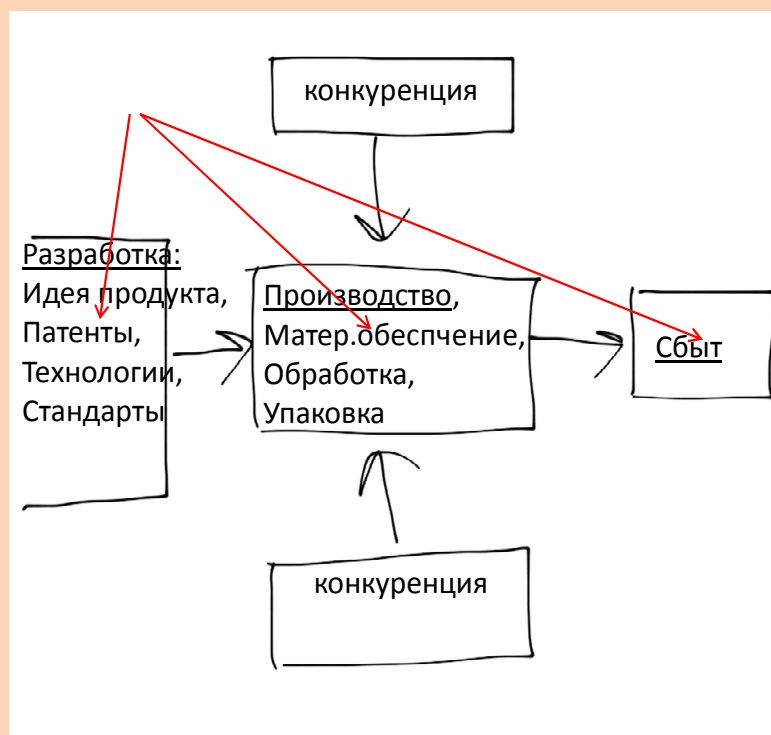 конкуренция
Разработка:
Идея продукта,
Патенты,
Технологии,
Стандарты
Производство,
Матер.обеспчение,
Обработка,
Упаковка
Сбыт
конкуренция